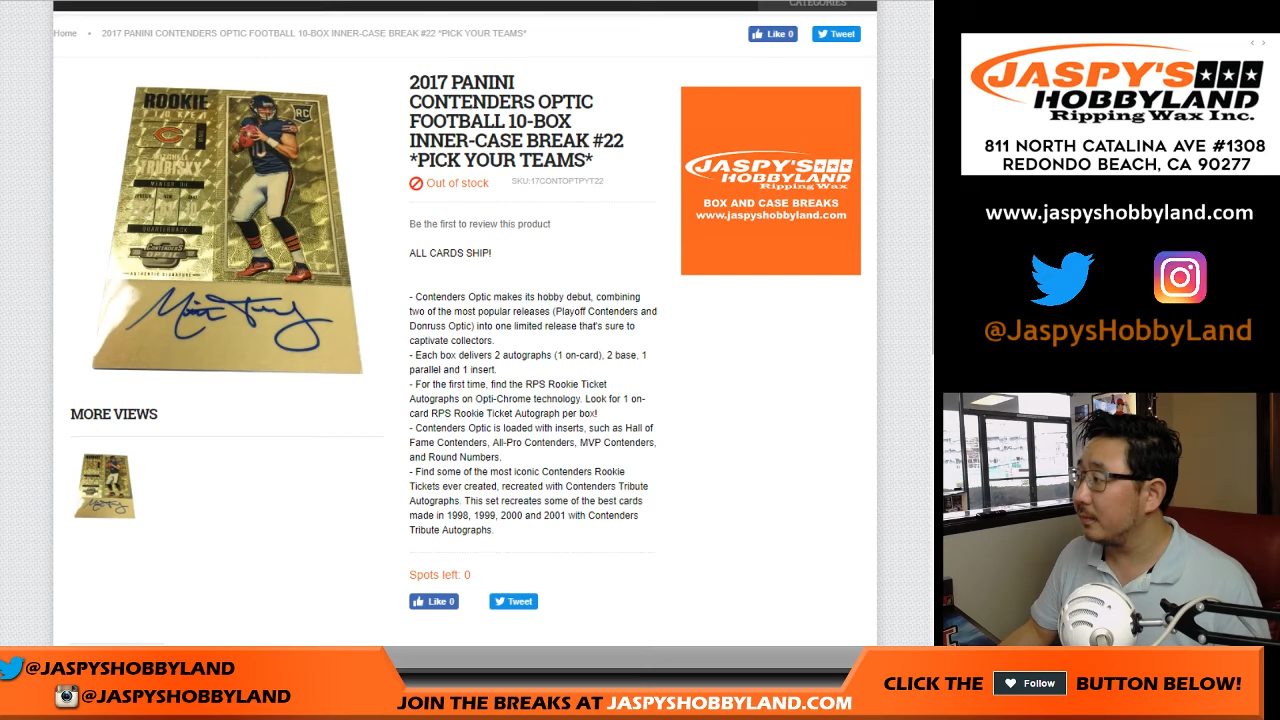 CATEGORIES
Home • 2017 PANINI CONTENDERS OPTIC FOOTBALL 10-BOX INNER-CASE BREAK #22 *PICK YOUR TEAMS*
Like 0
Tweet
2017 PANINI
CONTENDERS OPTIC
FOOTBALL 10-BOX
INNER-CASE BREAK #22
*PICK YOUR TEAMS*
Out of stock
SKU:17CONTOPTPYT22
Be the first to review this product
ALL CARDS SHIP!
- Contenders Optic makes its hobby debut, combining
two of the most popular releases (Playoff Contenders and
Donruss Optic) into one limited release that's sure to
captivate collectors.
- Each box delivers 2 autographs (1 on-card), 2 base, 1
parallel and 1 insert.
- For the first time, find the RPS Rookie Ticket
Autographs on Opti-Chrome technology. Look for 1 on-
card RPS Rookie Ticket Autograph per box!
- Contenders Optic is loaded with inserts, such as Hall of
Fame Contenders, All-Pro Contenders, MVP Contenders,
and Round Numbers.
- Find some of the most iconic Contenders Rookie
Tickets ever created, recreated with Contenders Tribute
Autographs. This set recreates some of the best cards
made in 1998, 1999, 2000 and 2001 with Contenders
Tribute Autographs.
Spots left: 0
Like 0
Tweet
ROOKIE
RC
QUARTERBACK
CONTENDERS
OPTIC
AUTHENTIC SIGNATURE
MORE VIEWS
JASPY'S
HOBBYLAND
Ripping Wax
BOX AND CASE BREAKS
www.jaspyshobbyland.com
JASPY'S
HOBBYLAND
Ripping Wax Inc.
811 NORTH CATALINA AVE #1308
REDONDO BEACH, CA 90277
www.jaspyshobbyland.com
@JaspysHobbyLand
@JASPYSHOBBYLAND
@JASPYSHOBBYLAND
JOIN THE BREAKS AT JASPYSHOBBYLAND.COM
CLICK THE Follow BUTTON BELOW!